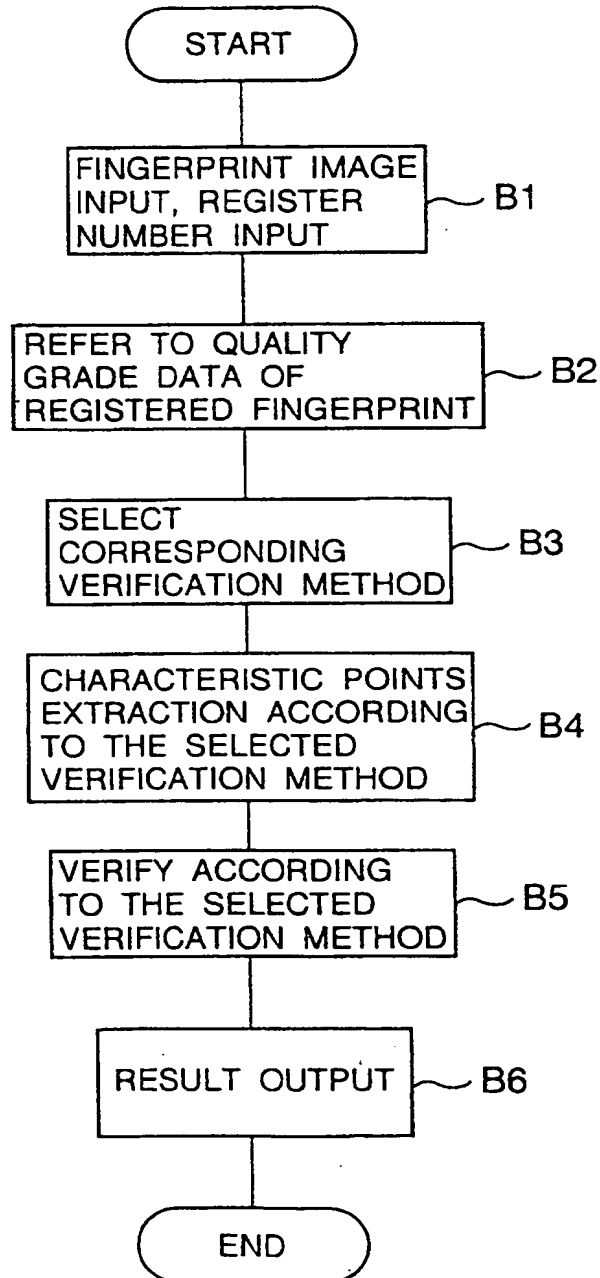 START
FINGERPRINT IMAGE
INPUT, REGISTER
NUMBER INPUT
B1
REFER TO QUALITY
GRADE DATA OF
REGISTERED FINGERPRINT
B2
SELECT
CORRESPONDING
VERIFICATION METHOD
B3
CHARACTERISTIC POINTS
EXTRACTION ACCORDING
TO THE SELECTED
VERIFICATION METHOD
B4
VERIFY ACCORDING
TO THE SELECTED
VERIFICATION METHOD
B5
RESULT OUTPUT
B6
END